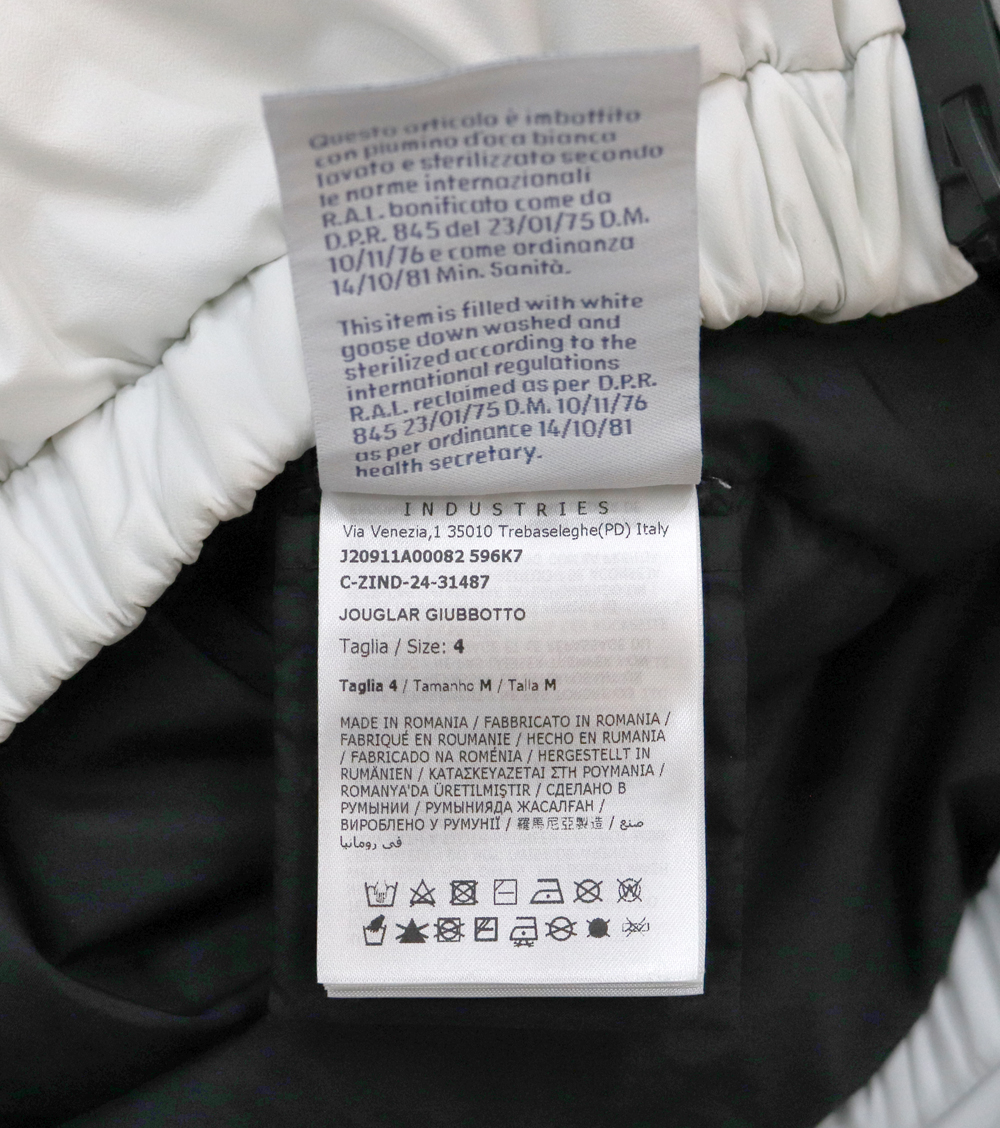 Questo articolo è imbottito
con piumino d'oca bianca
lavato e sterilizzato secondo
le norme internazionali
R.A.L. bonificato come da
D.P.R. 845 del 23/01/75 D.M.
10/11/76 e come ordinanza
14/10/81 Min. Sanità.
This item is filled with white
goose down washed and
sterilized according to the
international regulations
R.A.L. reclaimed as per D.P.R.
845 23/01/75 D.M. 10/11/76
as per ordinance 14/10/81
health secretary.
INDUSTRIES
Via Venezia,1 35010 Trebaseleghe(PD) Italy
J20911A00082 596K7
C-ZIND-24-31487
JOUGLAR GIUBBOTTO
Taglia / Size: 4
Taglia 4 / Tamanho M / Talla M
MADE IN ROMANIA / FABBRICATO IN ROMANIA /
FABRIQUÉ EN ROUMANIE / HECHO EN RUMANIA
/ FABRICADO NA ROMÉNIA / HERGESTELLT IN
RUMÄNIEN / ΚΑΤΑΣΚΕΥΑΖΕΤΑΙ ΣΤΗ ΡΟΥΜΑΝΙΑ /
ROMANYA'DA ÜRETILMIŞTIR / СДЕЛАНО В
РУМЫНИИ / РУМЫНИЯДА ЖАСАЛҒАН /
ВИРОБЛЕНО У РУМУНІЇ / 羅馬尼亞製造 / صنع
في رومانيا